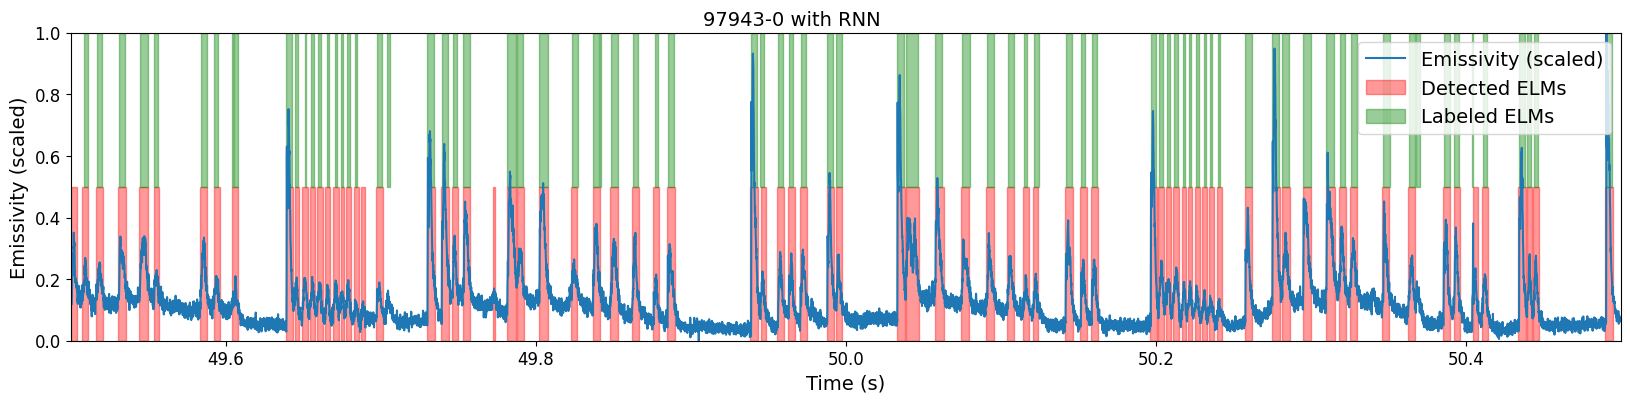 97943-0 with RNN
Emissivity (scaled)
1.0
0.8
0.6
0.4
0.2
0.0
Emissivity (scaled)
Detected ELMs
Labeled ELMs
49.6 49.8 50.0 50.2 50.4
Time (s)